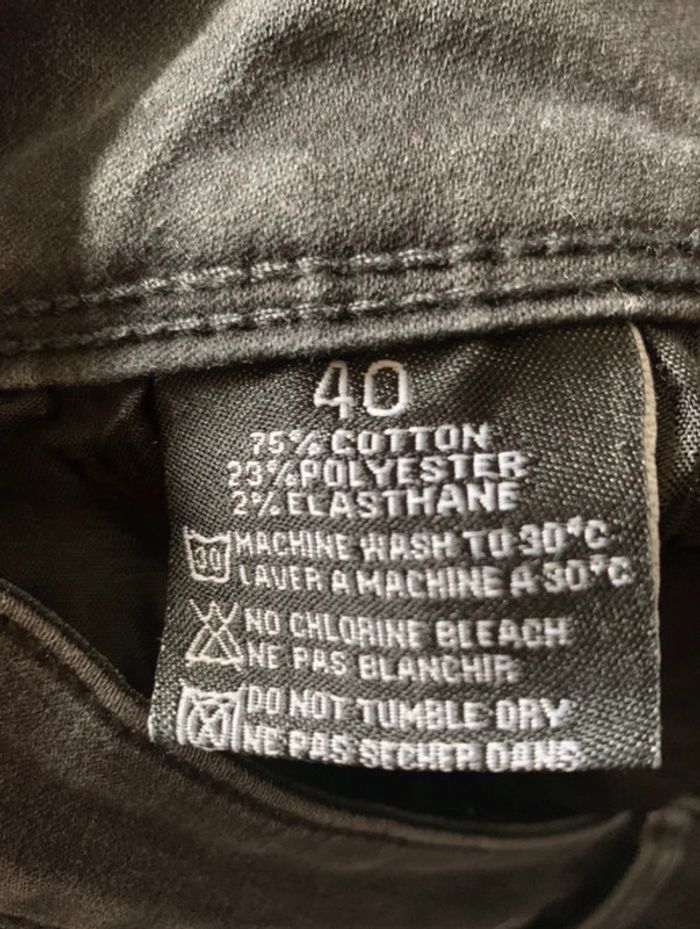 40
75% COTTON
23% POLYESTER
2% ELASTHANE
30 MACHINE WASH TO 30°C
LAVER A MACHINE A 30°C
NO CHLORINE BLEACH
NE PAS BLANCHIR
DO NOT TUMBLE DRY
NE PAS SECHER DANS